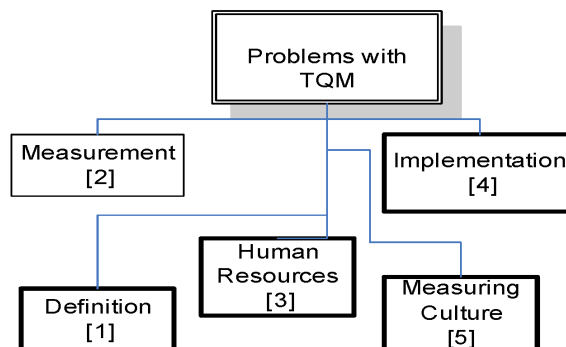 Problems with
TQM
Measurement
[2]
Implementation
[4]
Human
Resources
[3]
Definition
[1]
Measuring
Culture
[5]